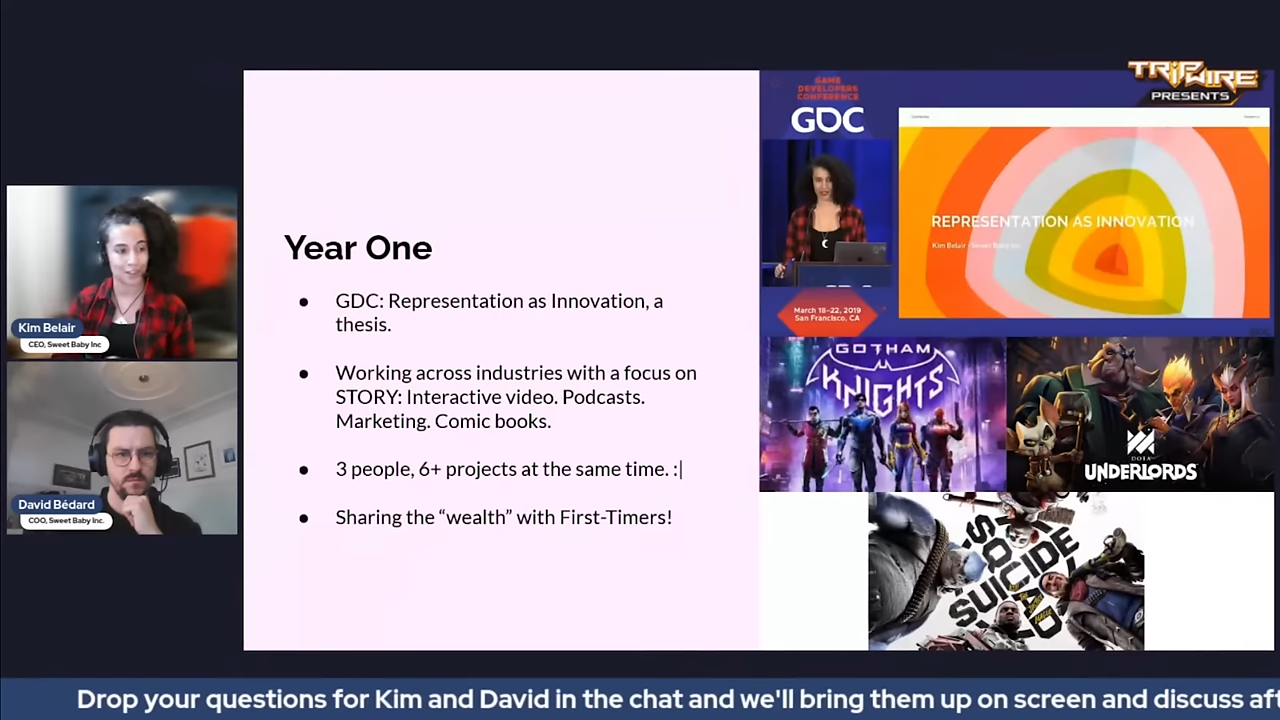 TRIPWIRE
PRESENTS
GAME
DEVELOPERS
CONFERENCE
GDC
REPRESENTATION AS INNOVATION
Kim Belair - Sweet Baby Inc
March 18-22, 2019
San Francisco, CA
Kim Belair
CEO, Sweet Baby Inc
David Bédard
COO, Sweet Baby Inc.
Year One
● GDC: Representation as Innovation, a
thesis.
● Working across industries with a focus on
STORY: Interactive video. Podcasts.
Marketing. Comic books.
● 3 people, 6+ projects at the same time. :|
● Sharing the “wealth” with First-Timers!
GOTHAM
KNIGHTS
DOTA
UNDERLORDS
SUICIDE
SQUAD
Drop your questions for Kim and David in the chat and we'll bring them up on screen and discuss aft